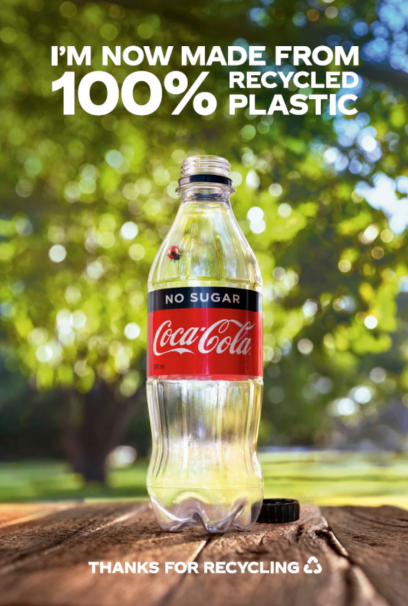 I'M NOW MADE FROM
100% RECYCLED
PLASTIC
NO SUGAR
Coca-Cola
THANKS FOR RECYCLING